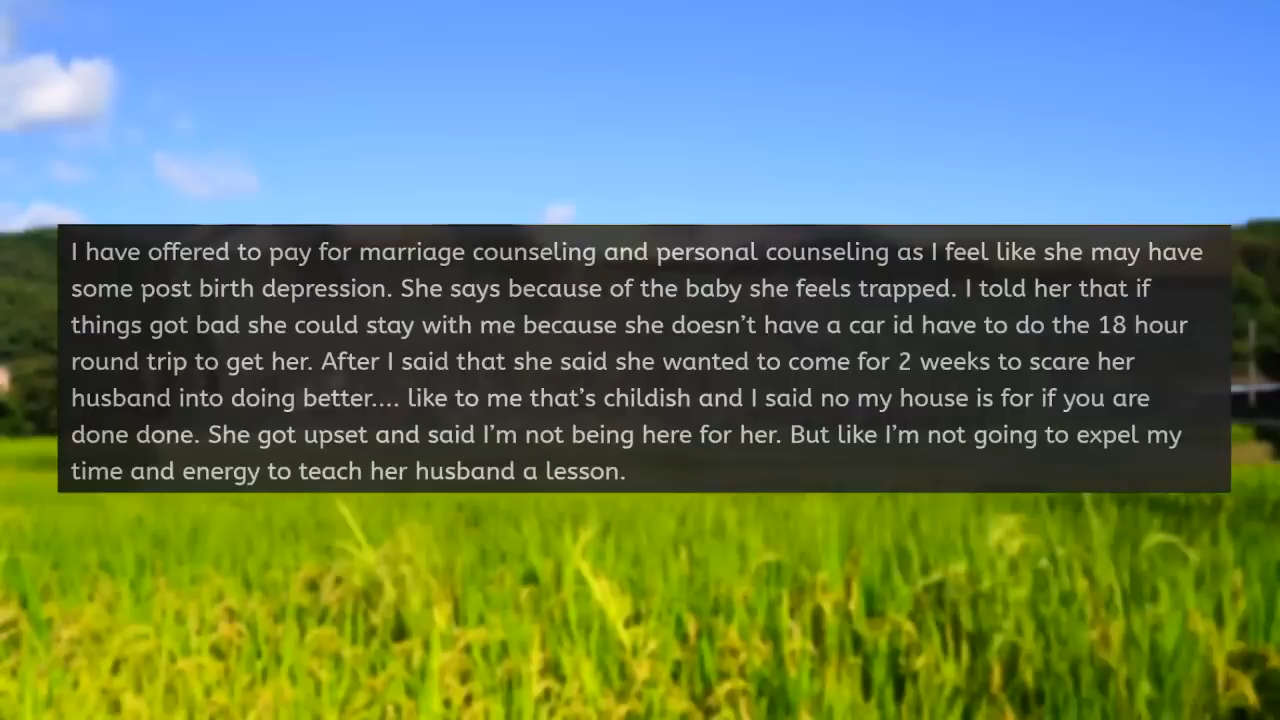 I have offered to pay for marriage counseling and personal counseling as I feel like she may have
some post birth depression. She says because of the baby she feels trapped. I told her that if
things got bad she could stay with me because she doesn’t have a car id have to do the 18 hour
round trip to get her. After I said that she said she wanted to come for 2 weeks to scare her
husband into doing better.... like to me that’s childish and I said no my house is for if you are
done done. She got upset and said I’m not being here for her. But like I’m not going to expel my
time and energy to teach her husband a lesson.